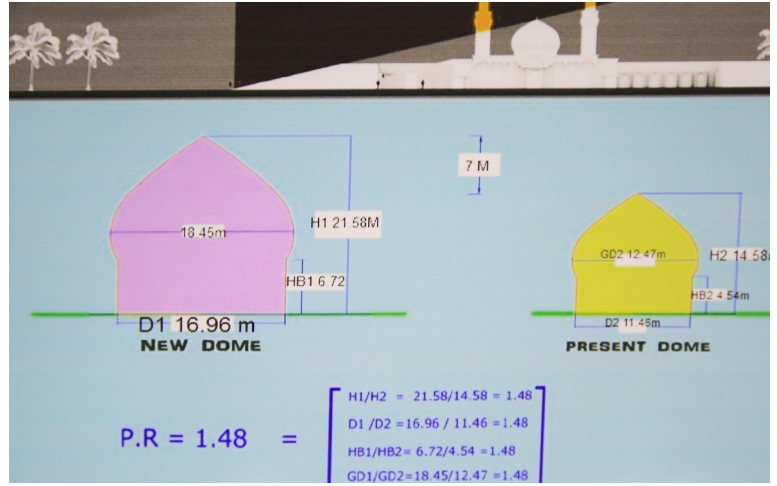 7 M
18.45m
H1 21.58M
HB1 6.72
D1 16.96 m
NEW DOME
GD2 12.47m
H2 14.58
HB2 4.54m
D2 11.46m
PRESENT DOME
P.R = 1.48 =
H1/H2 = 21.58/14.58 = 1.48
D1 /D2 =16.96 / 11.46 =1.48
HB1/HB2= 6.72/4.54 =1.48
GD1/GD2=18.45/12.47 =1.48